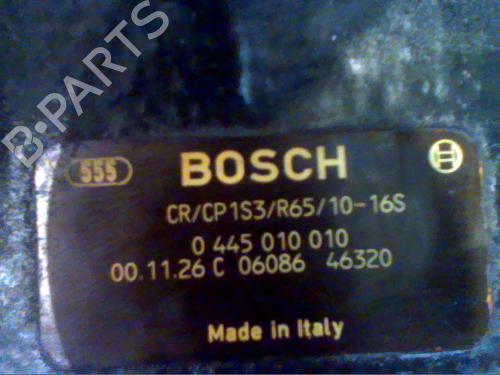 B-PARTS
555 BOSCH
CR/CP1S3/R65/10-16S
0 445 010 010
00.11.26 C 06086 46320
Made in Italy